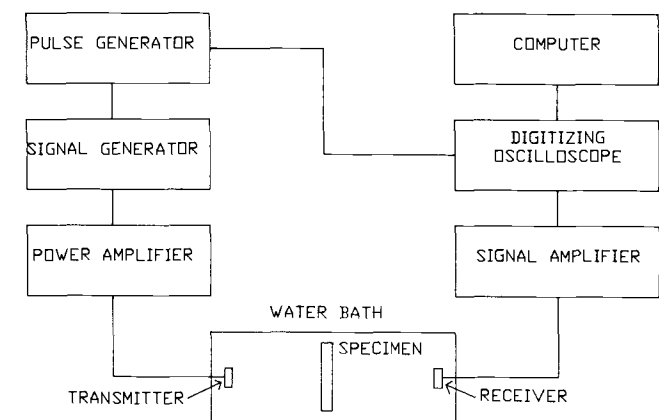 PULSE GENERATOR
COMPUTER
SIGNAL GENERATOR
DIGITIZING
OSCILLOSCOPE
POWER AMPLIFIER
SIGNAL AMPLIFIER
WATER BATH
SPECIMEN
TRANSMITTER
RECEIVER